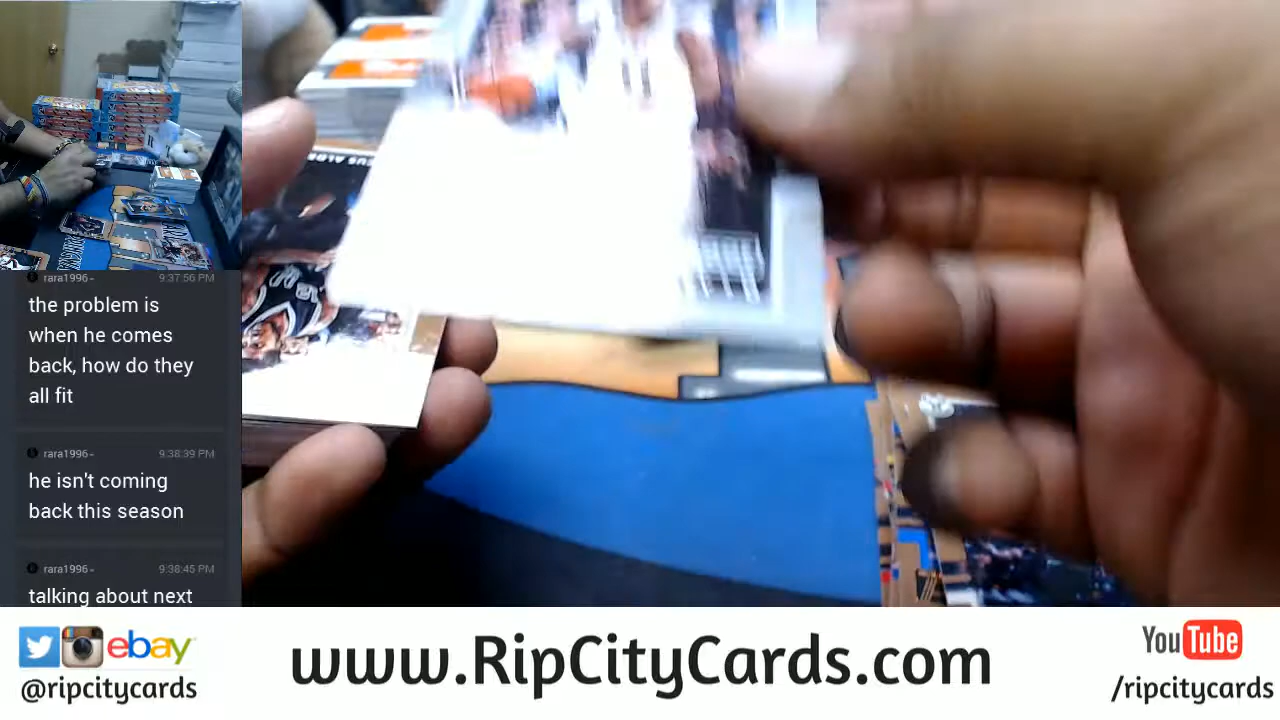 rara1996- 9:37:56 PM
the problem is
when he comes
back, how do they
all fit
rara1996- 9:38:39 PM
he isn't coming
back this season
rara1996- 9:38:45 PM
talking about next
ebay
@ripcitycards
www.RipCityCards.com
You Tube
/ripcitycards